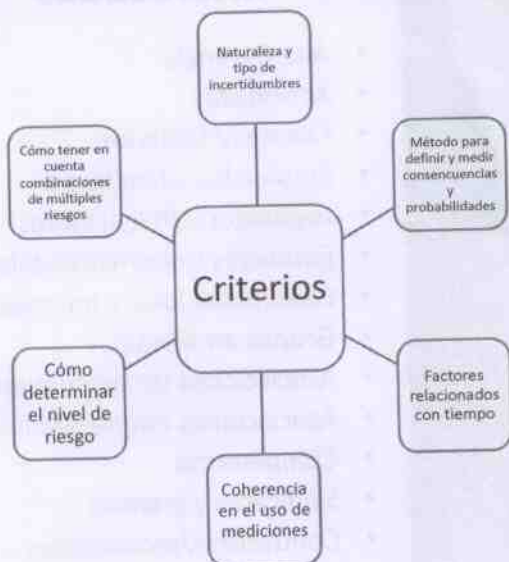 Naturaleza y
tipo de
incertidumbres
Cómo tener en
cuenta
combinaciones
de múltiples
riesgos
Método para
definir y medir
consencuencias
y
probabilidades
Criterios
Cómo
determinar
el nivel de
riesgo
Factores
relacionados
con tiempo
Coherencia
en el uso de
mediciones